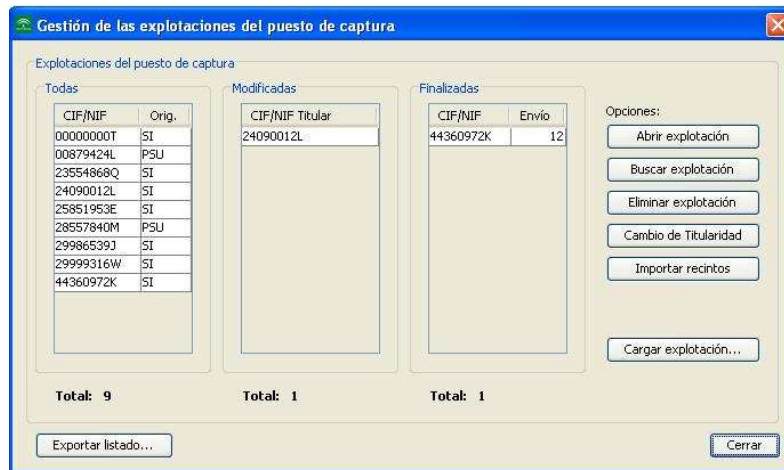 Gestión de las explotaciones del puesto de captura
Explotaciones del puesto de captura
Todas
CIF/NIF Orig.
00000000T SI
00879424L PSU
23554868Q SI
24090012L SI
25851953E SI
28557840M PSU
29986539J SI
29999316W SI
44360972K SI
Total: 9
Modificadas
CIF/NIF Titular
24090012L
Total: 1
Finalizadas
CIF/NIF Envío
44360972K 12
Total: 1
Opciones:
Abrir explotación
Buscar explotación
Eliminar explotación
Cambio de Titularidad
Importar recintos
Cargar explotación...
Exportar listado...
Cerrar